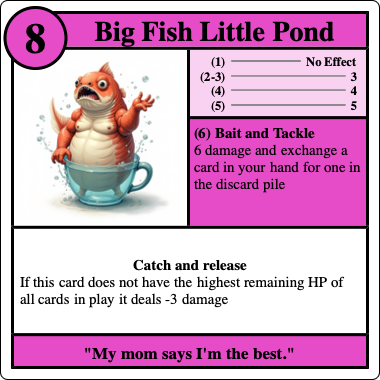 8
Big Fish Little Pond
(1) No Effect
(2-3) 3
(4) 4
(5) 5
(6) Bait and Tackle
6 damage and exchange a
card in your hand for one in
the discard pile
Catch and release
If this card does not have the highest remaining HP of
all cards in play it deals -3 damage
"My mom says I'm the best."